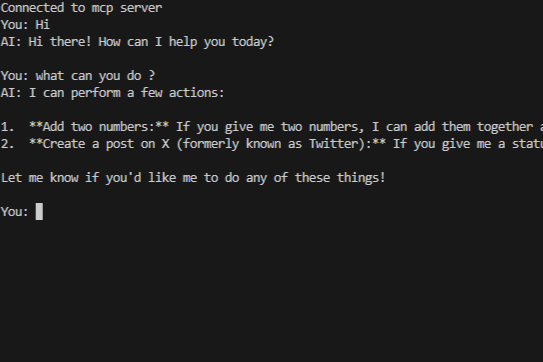 Connected to mcp server
You: Hi
AI: Hi there! How can I help you today?
You: what can you do ?
AI: I can perform a few actions:
1.  **Add two numbers:** If you give me two numbers, I can add them together
2.  **Create a post on X (formerly known as Twitter):** If you give me a
Let me know if you'd like me to do any of these things!
You: